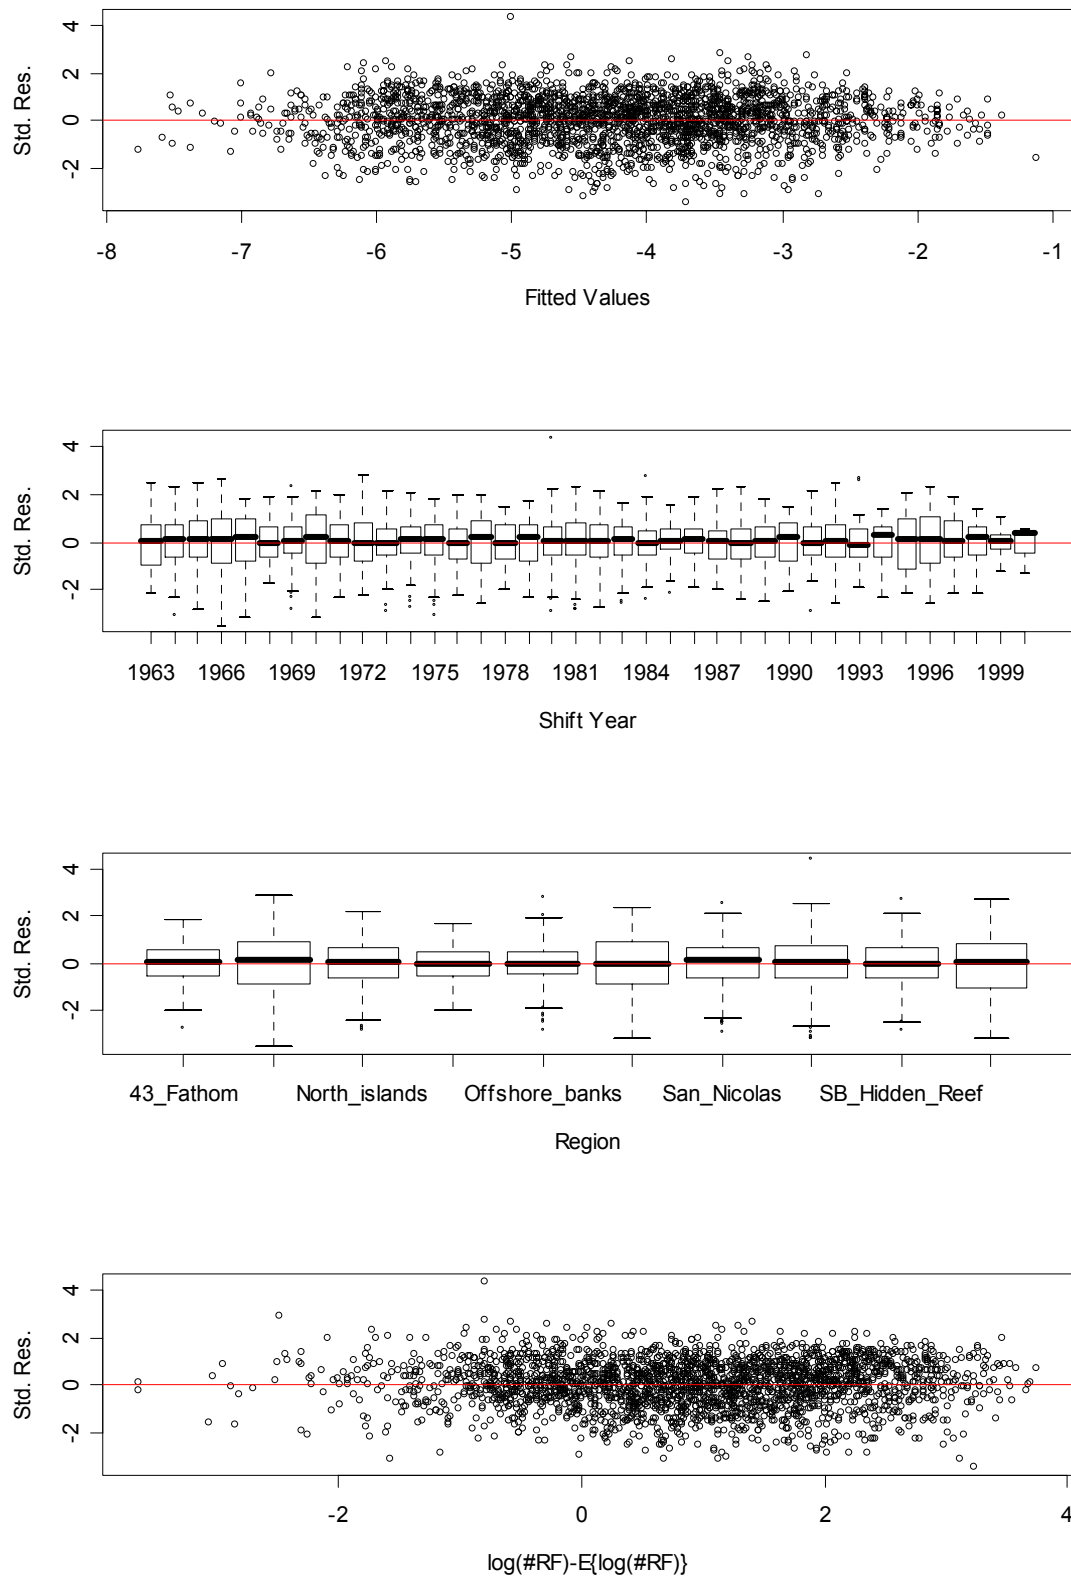 4
2
0
2
Std. Res.
-8 -7 -6 -5 -4 -3 -2 -1
Fitted Values
4
2
0
-2
Std. Res.
1963 1966 1969 1972 1975 1978 1981 1984 1987 1990 1993 1996 1999
Shift Year
4
2
0
-2
Std. Res.
43_Fathom North_islands Offshore_banks San_Nicolas SB_Hidden_Reef
Region
4
2
0
-2
Std. Res.
-2 0 2 4
log(#RF)-E{log(#RF)}